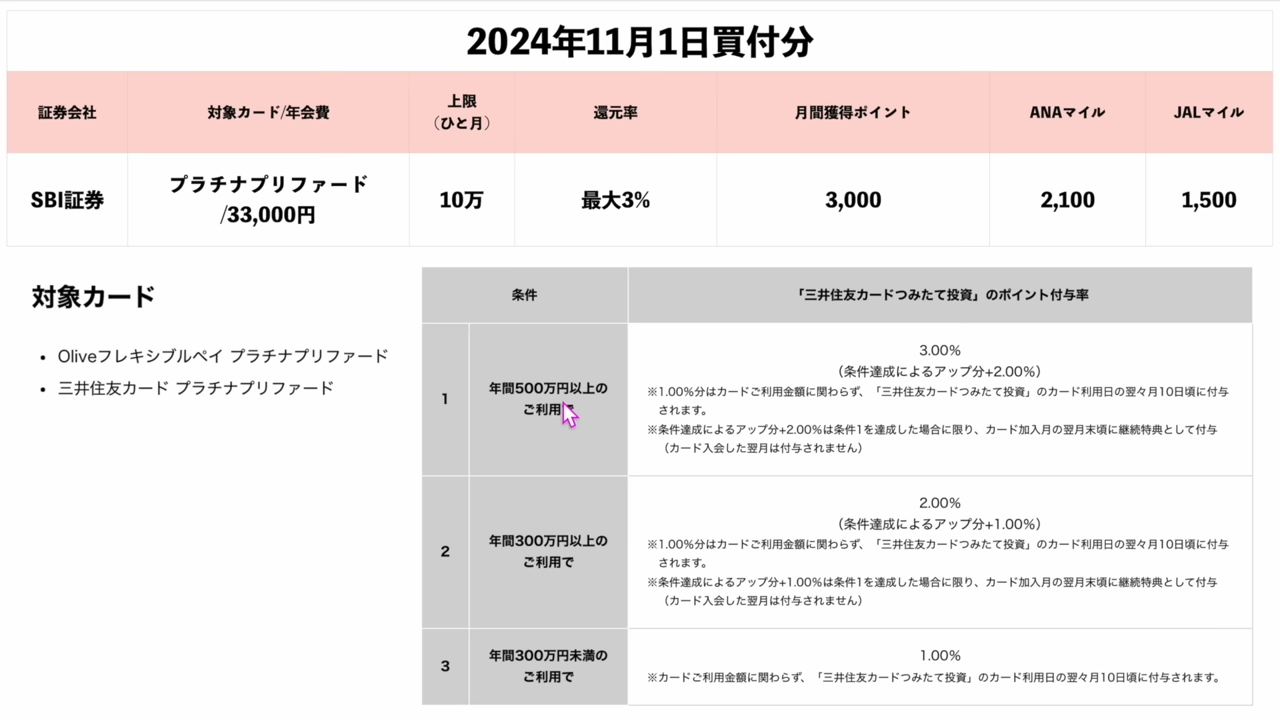 2024年11月1日買付分
証券会社
対象カード/年会費
上限
（ひと月）
還元率
月間獲得ポイント
ANAマイル
JALマイル
SBI証券
プラチナプリファード
/33,000円
10万
最大3%
3,000
2,100
1,500
対象カード
• Oliveフレキシブルペイ プラチナプリファード
• 三井住友カード プラチナプリファード
条件
「三井住友カードつみたて投資」のポイント付与率
1
年間500万円以上の
ご利用で
3.00%
（条件達成によるアップ分+2.00%）
※1.00%分はカードご利用金額に関わらず、「三井住友カードつみたて投資」のカード利用日の翌々月10日頃に付与
されます。
※条件達成によるアップ分+2.00%は条件1を達成した場合に限り、カード加入月の翌月末頃に継続特典として付与
（カード入会した翌月は付与されません）
2
年間300万円以上の
ご利用で
2.00%
（条件達成によるアップ分+1.00%）
※1.00%分はカードご利用金額に関わらず、「三井住友カードつみたて投資」のカード利用日の翌々月10日頃に付与
されます。
※条件達成によるアップ分+1.00%は条件1を達成した場合に限り、カード加入月の翌月末頃に継続特典として付与
（カード入会した翌月は付与されません）
3
年間300万円未満の
ご利用で
1.00%
※カードご利用金額に関わらず、「三井住友カードつみたて投資」のカード利用日の翌々月10日頃に付与されます。